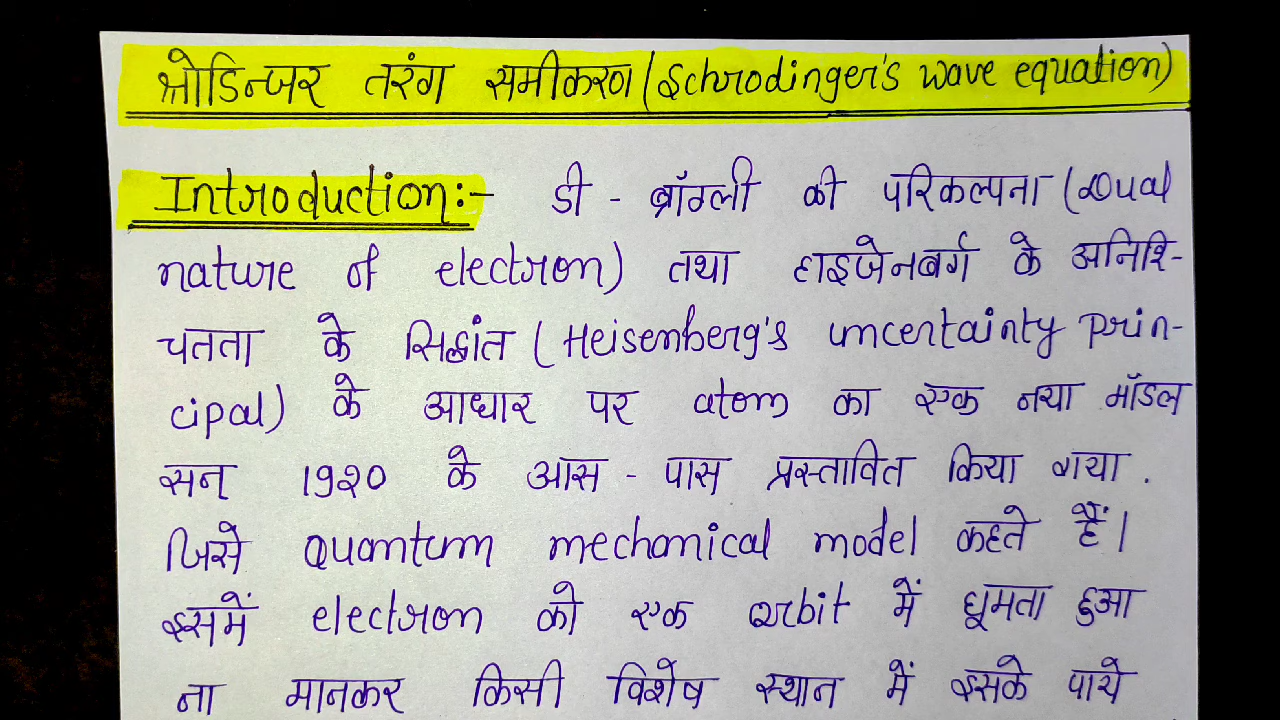 श्रोडिन्जर तरंग समीकरण (Schrodinger's wave equation)
Introduction:- डी - ब्रॉग्ली की परिकल्पना (Dual
nature of electron) तथा हाइजेनबर्ग के अनिश्-
चतता के सिद्धांत (Heisenberg's uncertainty prin-
cipal) के आधार पर atom का एक नया मॉडल
सन् 1920 के आस - पास प्रस्तावित किया गया .
जिसे Quantum mechanical model कहते हैं।
इसमें electron को एक orbit में घूमता हुआ
ना मानकर किसी विशेष स्थान में इसके पाये